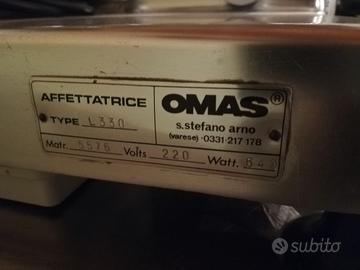 AFFETTATRICE
TYPE L330
OMAS®
s.stefano arno
(varese)·0331·217·178
Matr. 5576 Volts 220 Watt.
subito